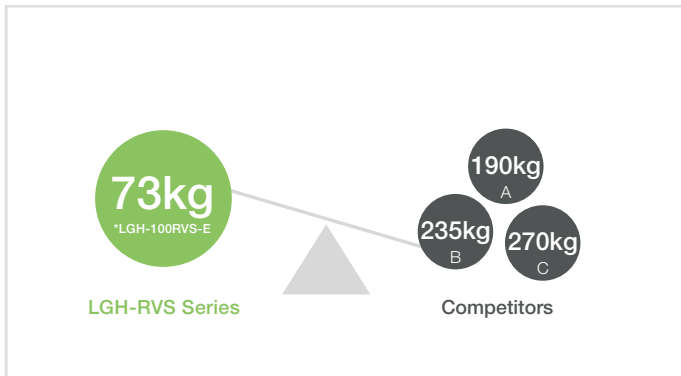 73kg
*LGH-100RVS-E
LGH-RVS Series
190kg
A
235kg
B
270kg
C
Competitors